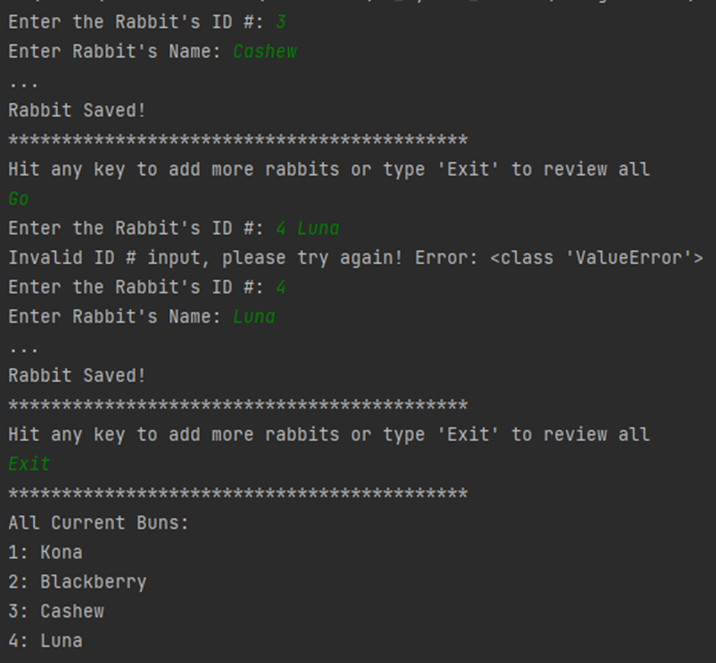 Enter the Rabbit's ID #: 3
Enter Rabbit's Name: Cashew
...
Rabbit Saved!
*******************************************
Hit any key to add more rabbits or type 'Exit' to review all
Go
Enter the Rabbit's ID #: 4 Luna
Invalid ID # input, please try again! Error: <class 'ValueError'>
Enter the Rabbit's ID #: 4
Enter Rabbit's Name: Luna
...
Rabbit Saved!
*******************************************
Hit any key to add more rabbits or type 'Exit' to review all
Exit
*******************************************
All Current Buns:
1: Kona
2: Blackberry
3: Cashew
4: Luna